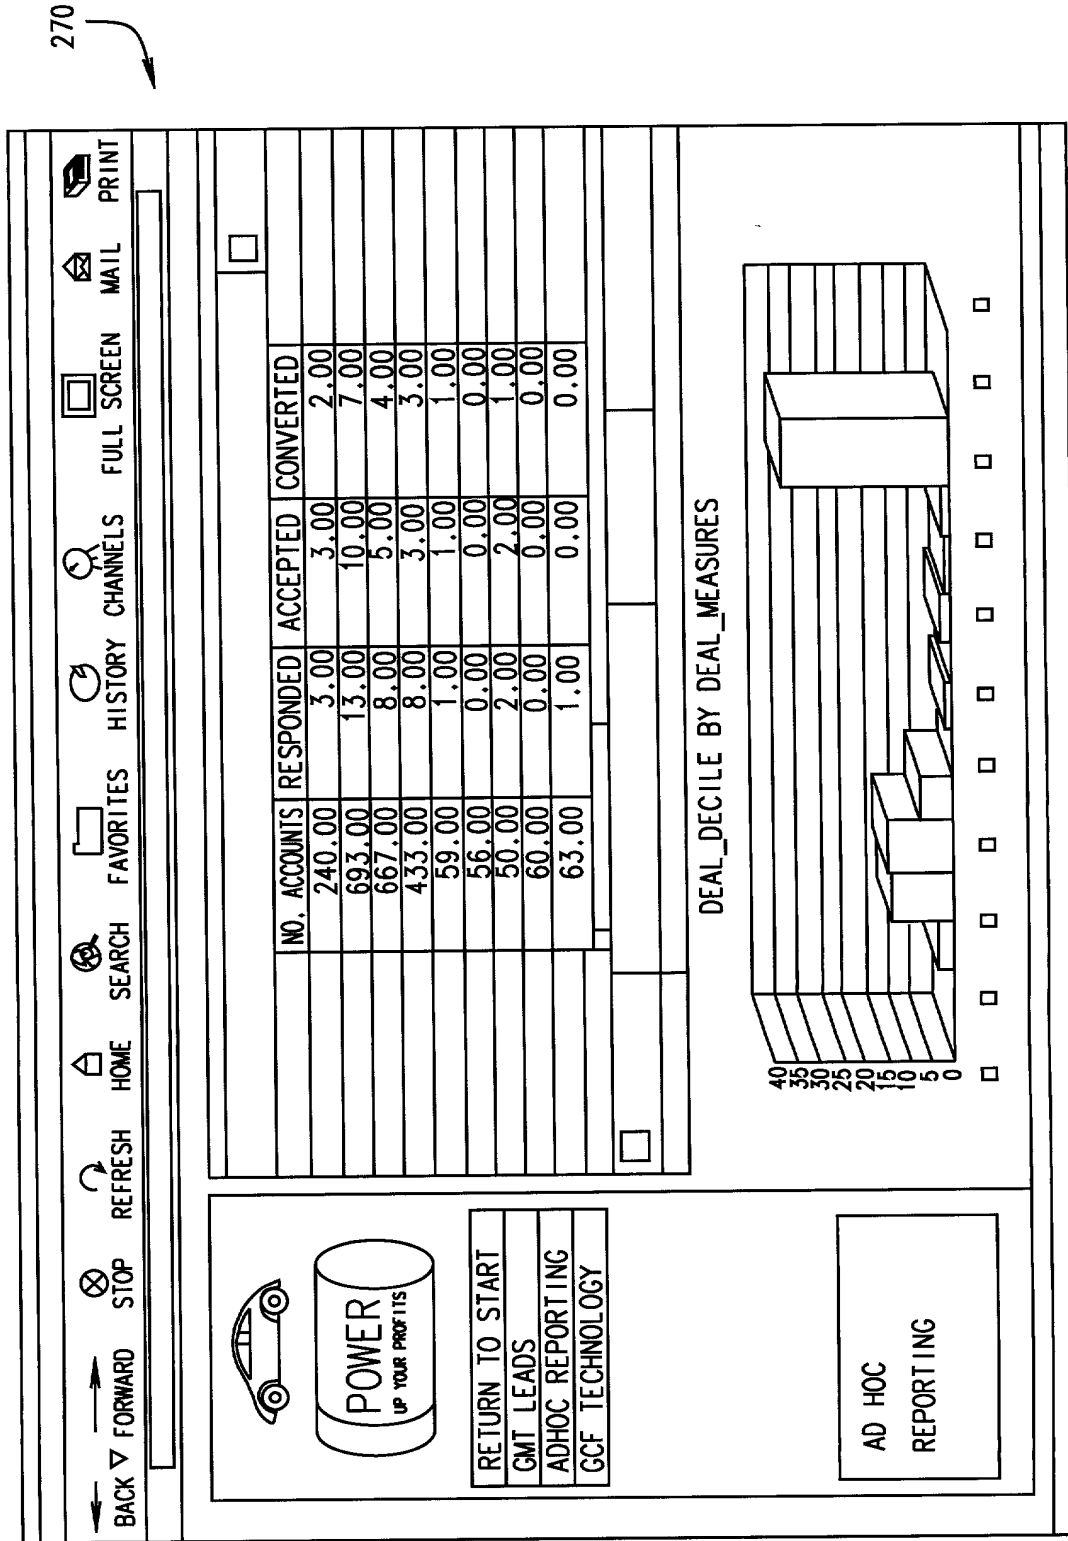 270
BACK FORWARD STOP REFRESH HOME SEARCH FAVORITES HISTORY CHANNELS FULL SCREEN MAIL PRINT
POWER
UP YOUR PROFITS
RETURN TO START
GMT LEADS
ADHOC REPORTING
GCF TECHNOLOGY
AD HOC
REPORTING
NO. ACCOUNTS RESPONDED ACCEPTED CONVERTED
240.00 3.00 3.00 2.00
693.00 13.00 10.00 7.00
667.00 8.00 5.00 4.00
433.00 8.00 3.00 3.00
59.00 1.00 1.00 1.00
56.00 0.00 0.00 0.00
50.00 2.00 2.00 1.00
60.00 0.00 0.00 0.00
63.00 1.00 0.00 0.00
DEAL_DECILE BY DEAL_MEASURES
40
35
30
25
20
15
10
5
0